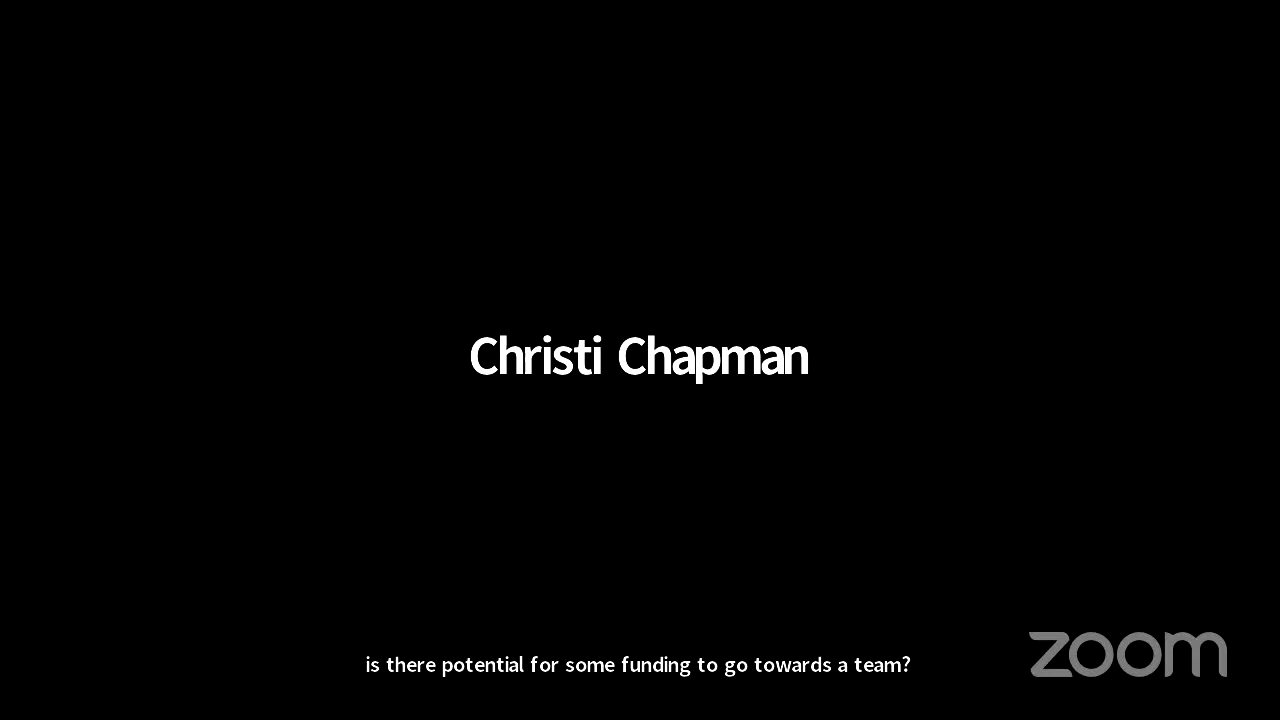 Christi Chapman
is there potential for some funding to go towards a team?
zoom